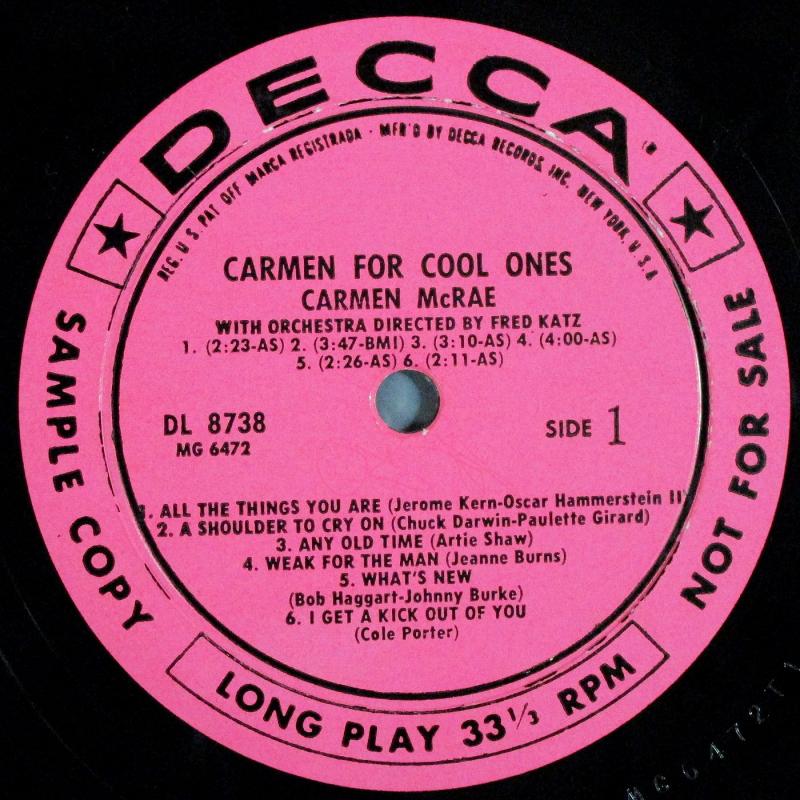 DECCA
REG. U.S. PAT OFF MARCA REGISTRADA · MFR'D BY DECCA RECORDS, INC. NEW YORK, U.S.A
CARMEN FOR COOL ONES
CARMEN McRAE
WITH ORCHESTRA DIRECTED BY FRED KATZ
1. (2:23-AS) 2. (3:47-BMI) 3. (3:10-AS) 4. (4:00-AS)
5. (2:26-AS) 6. (2:11-AS)
DL 8738
MG 6472
SIDE 1
1. ALL THE THINGS YOU ARE (Jerome Kern-Oscar Hammerstein II)
2. A SHOULDER TO CRY ON (Chuck Darwin-Paulette Girard)
3. ANY OLD TIME (Artie Shaw)
4. WEAK FOR THE MAN (Jeanne Burns)
5. WHAT'S NEW
(Bob Haggart-Johnny Burke)
6. I GET A KICK OUT OF YOU
(Cole Porter)
SAMPLE COPY
NOT FOR SALE
LONG PLAY 33⅓ RPM